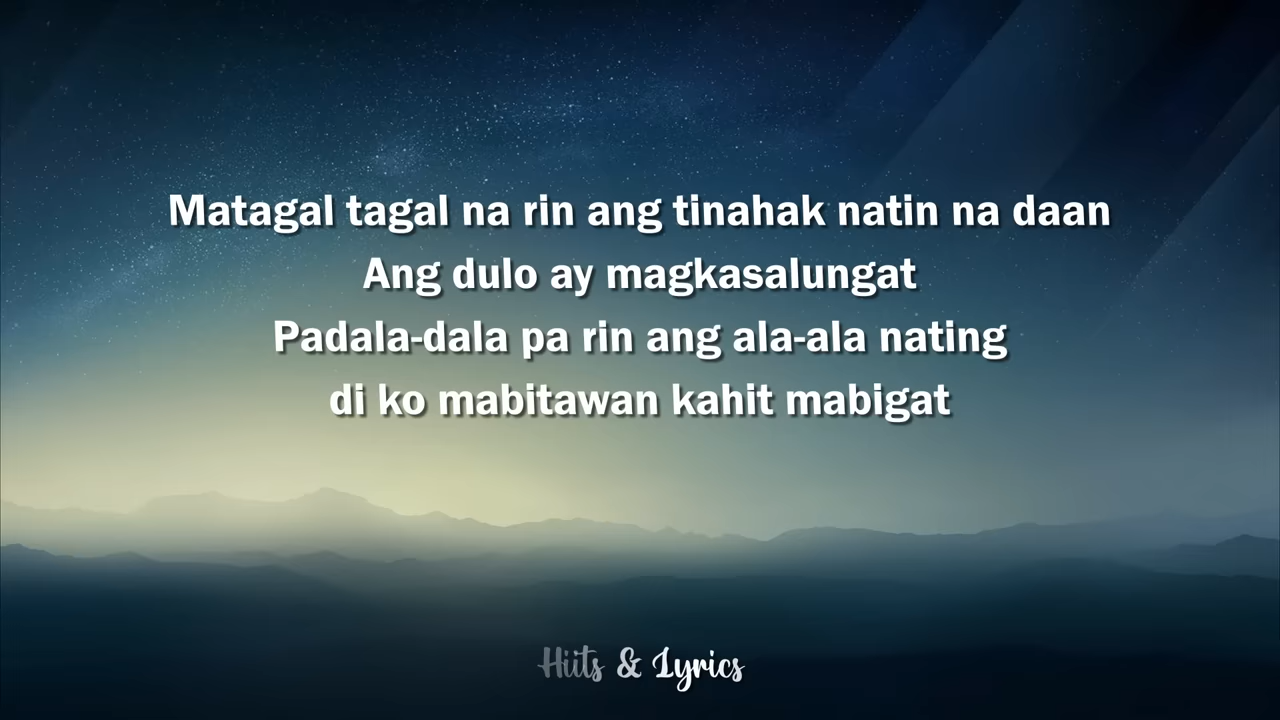 Matagal tagal na rin ang tinahak natin na daan
Ang dulo ay magkasalungat
Padala-dala pa rin ang ala-ala nating
di ko mabitawan kahit mabigat
Hiits & Lyrics